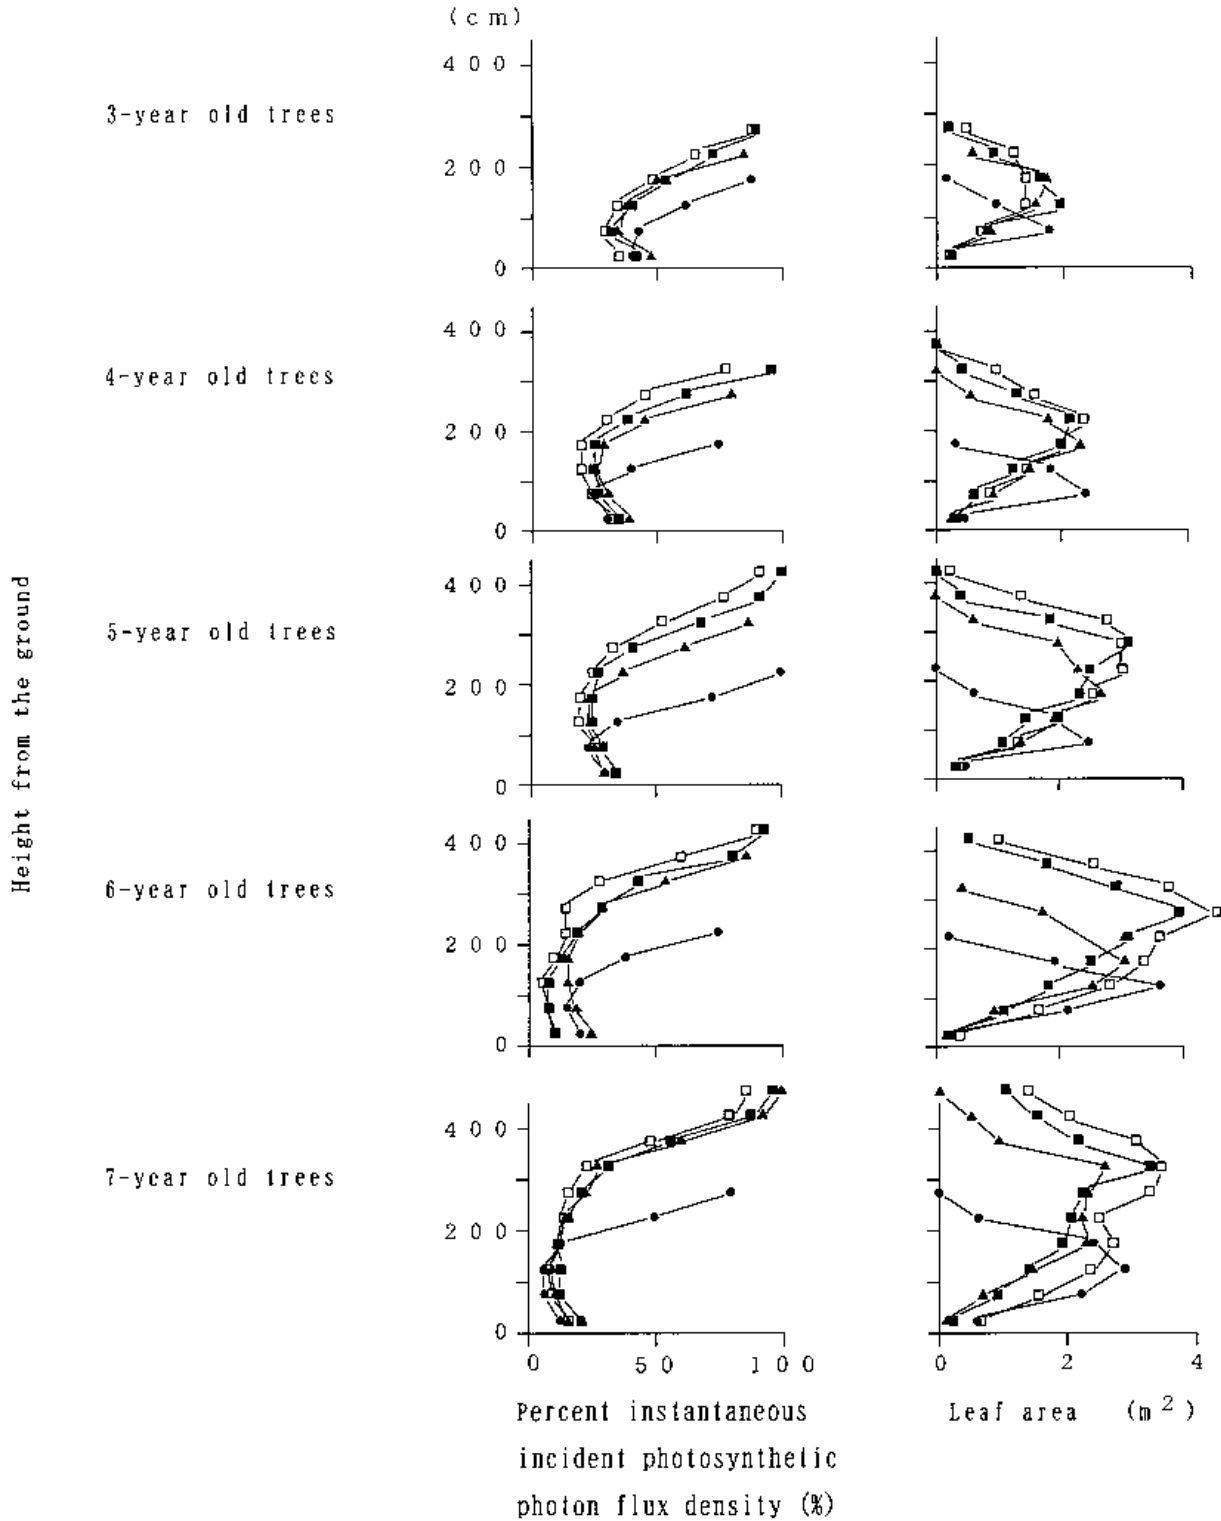 (cm)
400
3-year old trees
200
0
400
4-year old trees
200
0
Height from the ground
400
5-year old trees
200
0
400
6-year old trees
200
0
400
7-year old trees
200
0
0 50 100 0 2 4
Percent instantaneous Leaf area (m²)
incident photosynthetic
photon flux density (%)